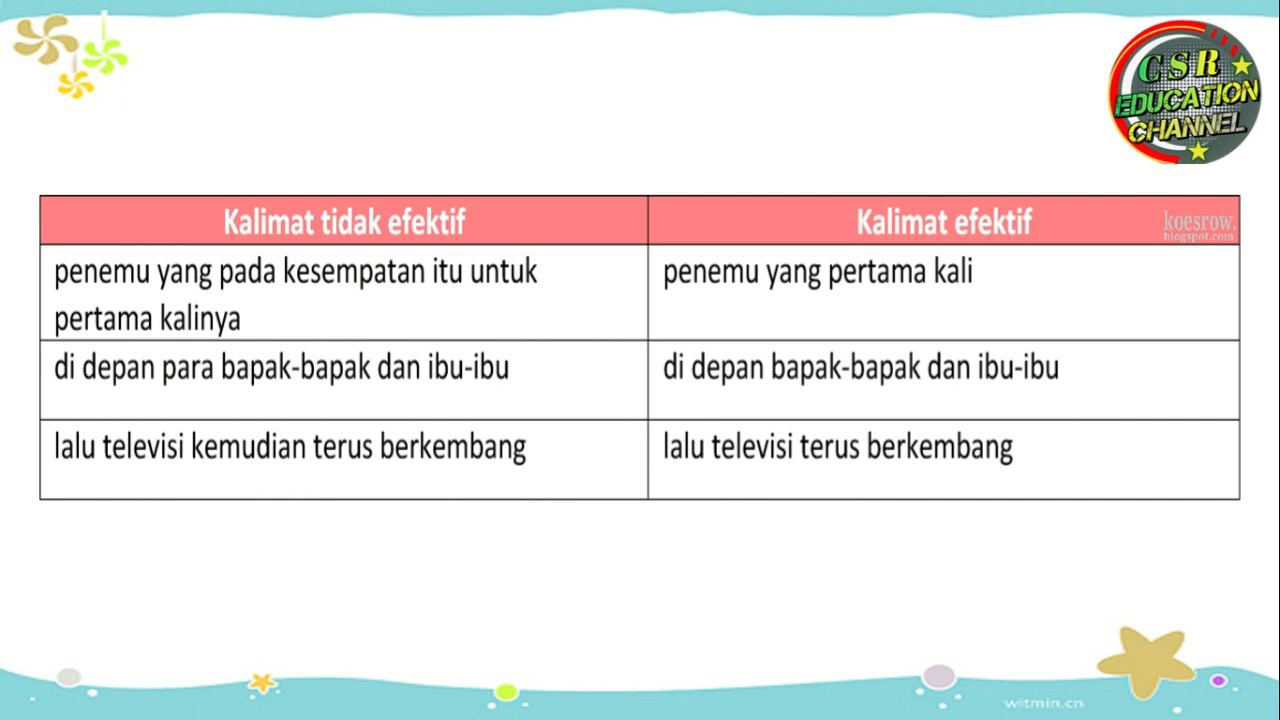 CSR
EDUCATION
CHANNEL
Kalimat tidak efektif
Kalimat efektif
koesrow.
blogspot.com
penemu yang pada kesempatan itu untuk
pertama kalinya
penemu yang pertama kali
di depan para bapak-bapak dan ibu-ibu
di depan bapak-bapak dan ibu-ibu
lalu televisi kemudian terus berkembang
lalu televisi terus berkembang
witmin.cn